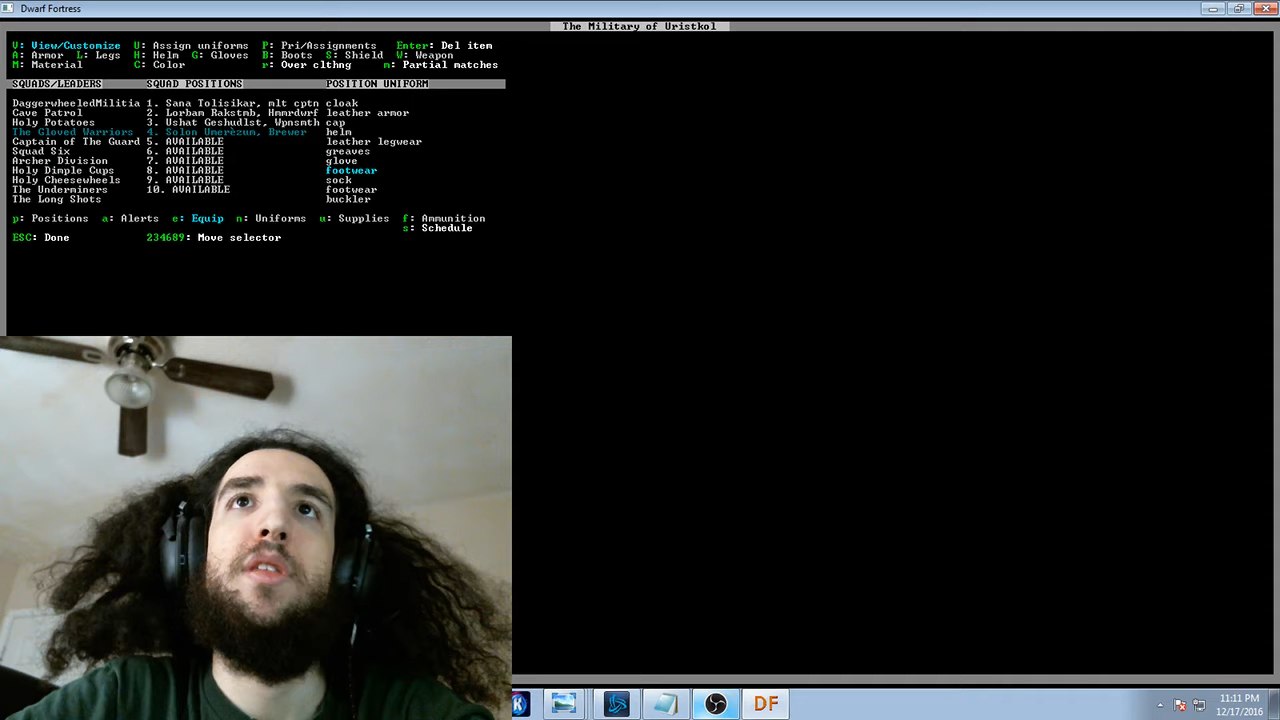 Dwarf Fortress
The Military of Uristkol
V: View/Customize U: Assign uniforms P: Pri/Assignments Enter: Del item
A: Armor L: Legs H: Helm G: Gloves B: Boots S: Shield W: Weapon
M: Material C: Color r: Over clthng m: Partial matches
SQUADS/LEADERS SQUAD POSITIONS POSITION UNIFORM
DaggerwheeledMilitia 1. Sana Tolisikar, mlt cptn cloak
Cave Patrol 2. Lorbam Rakstmb, Hmmrdwrf leather armor
Holy Potatoes 3. Ushat Geshudlst, Wpnsmth cap
The Gloved Warriors 4. Solon Umerèzum, Brewer helm
Captain of The Guard 5. AVAILABLE leather legwear
Squad Six 6. AVAILABLE greaves
Archer Division 7. AVAILABLE glove
Holy Dimple Cups 8. AVAILABLE footwear
Holy Cheesewheels 9. AVAILABLE sock
The Underminers 10. AVAILABLE footwear
The Long Shots buckler
p: Positions a: Alerts e: Equip n: Uniforms u: Supplies f: Ammunition
s: Schedule
ESC: Done 234689: Move selector
K
DF
11:11 PM
12/17/2016